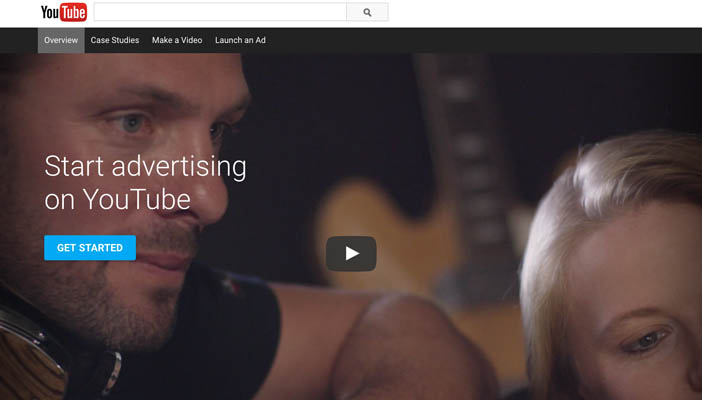 YouTube
Overview Case Studies Make a Video Launch an Ad
Start advertising
on YouTube
GET STARTED